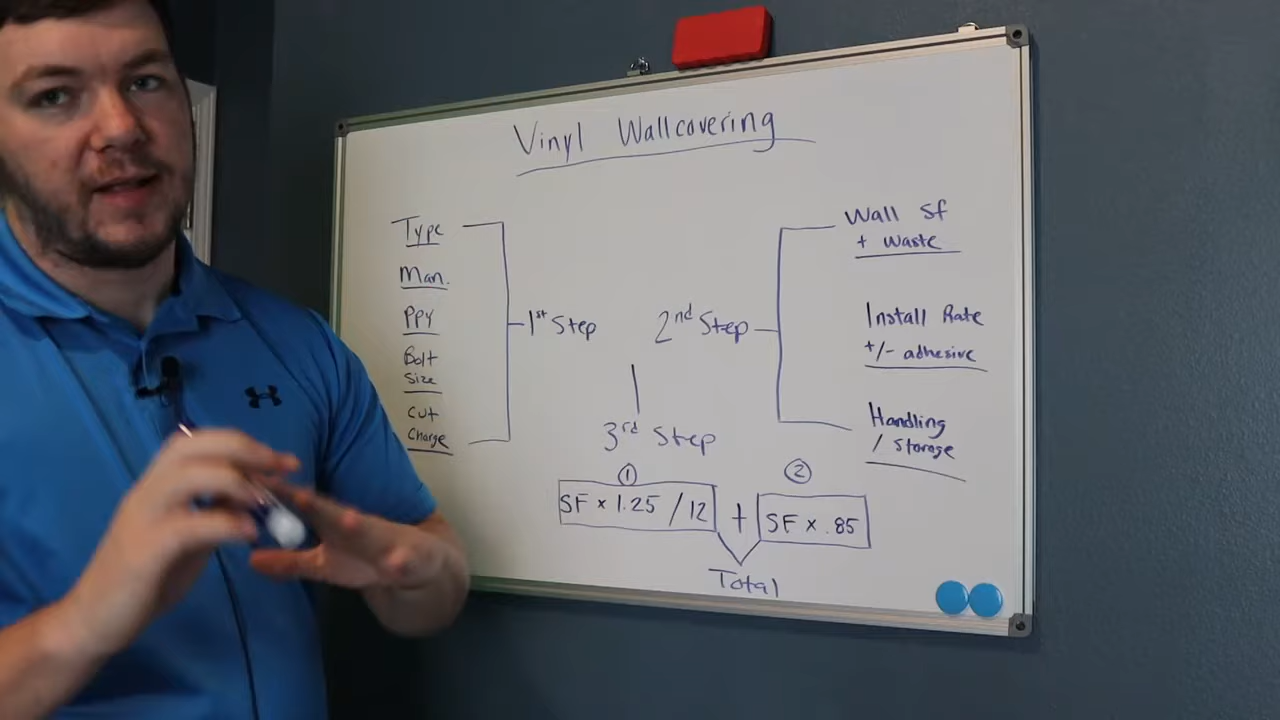 Vinyl Wallcovering
Type
Man.
PPY
Bolt
Size
Cut
Charge
1st Step
2nd Step
Wall Sf
+ Waste
Install Rate
+/- adhesive
Handling
/ Storage
3rd Step
① ②
SF × 1.25 / 12 + SF × .85
Total